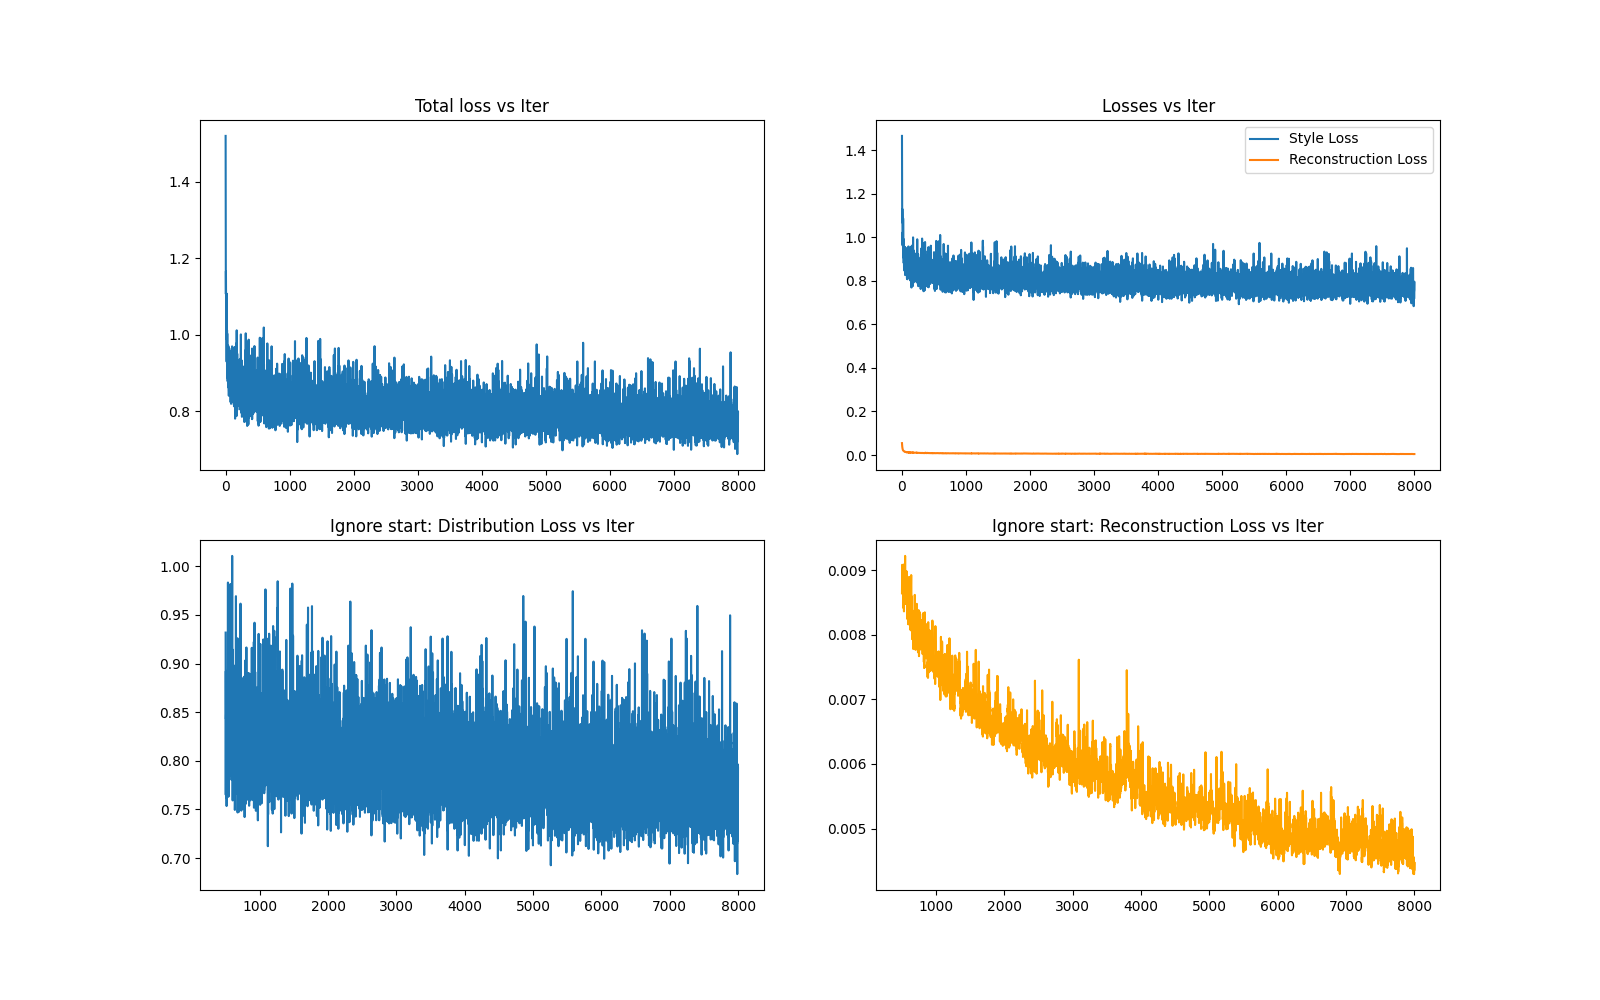 Total loss vs Iter
1.4
1.2
1.0
0.8
0 1000 2000 3000 4000 5000 6000 7000 8000
Losses vs Iter
Style Loss
Reconstruction Loss
1.4
1.2
1.0
0.8
0.6
0.4
0.2
0.0
0 1000 2000 3000 4000 5000 6000 7000 8000
Ignore start: Distribution Loss vs Iter
1.00
0.95
0.90
0.85
0.80
0.75
0.70
1000 2000 3000 4000 5000 6000 7000 8000
Ignore start: Reconstruction Loss vs Iter
0.009
0.008
0.007
0.006
0.005
1000 2000 3000 4000 5000 6000 7000 8000